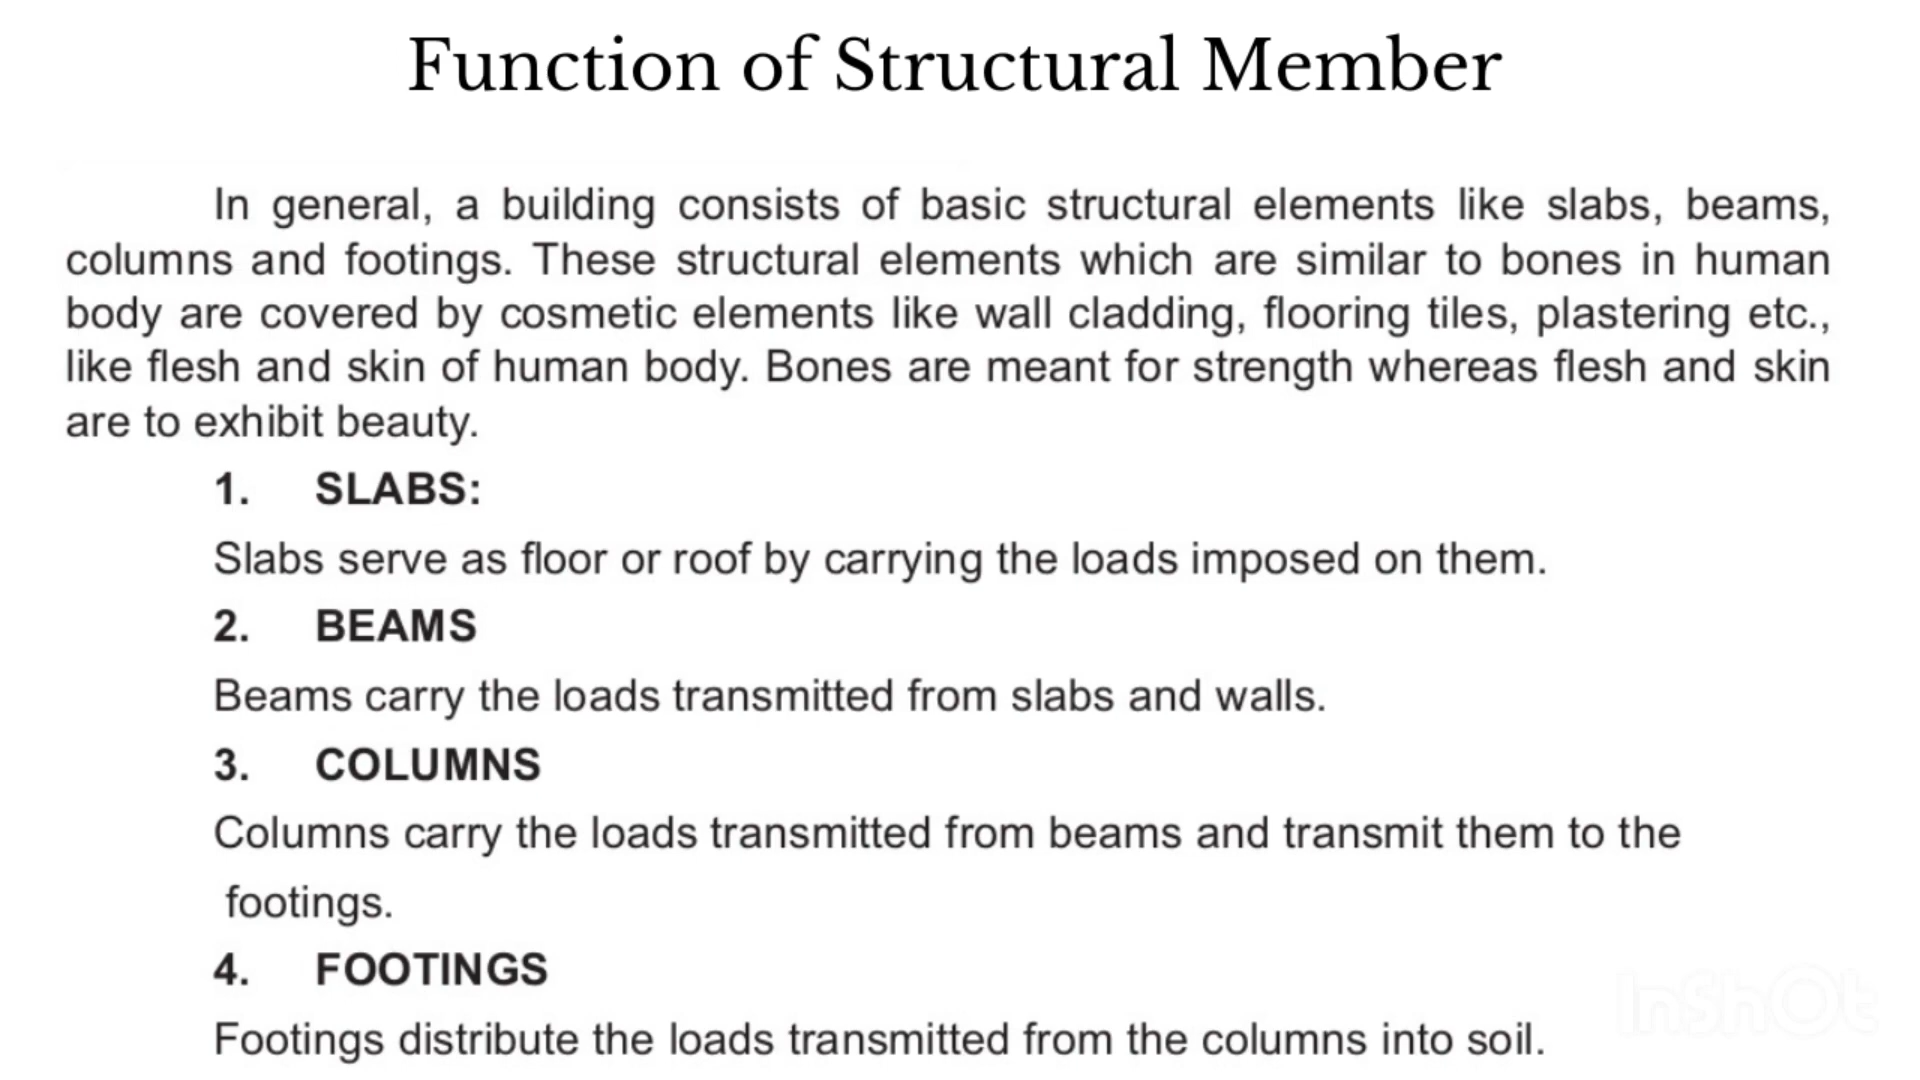 Function of Structural Member
In general, a building consists of basic structural elements like slabs, beams,
columns and footings. These structural elements which are similar to bones in human
body are covered by cosmetic elements like wall cladding, flooring tiles, plastering etc.,
like flesh and skin of human body. Bones are meant for strength whereas flesh and skin
are to exhibit beauty.
1. SLABS:
Slabs serve as floor or roof by carrying the loads imposed on them.
2. BEAMS
Beams carry the loads transmitted from slabs and walls.
3. COLUMNS
Columns carry the loads transmitted from beams and transmit them to the
footings.
4. FOOTINGS
Footings distribute the loads transmitted from the columns into soil.
InShOt